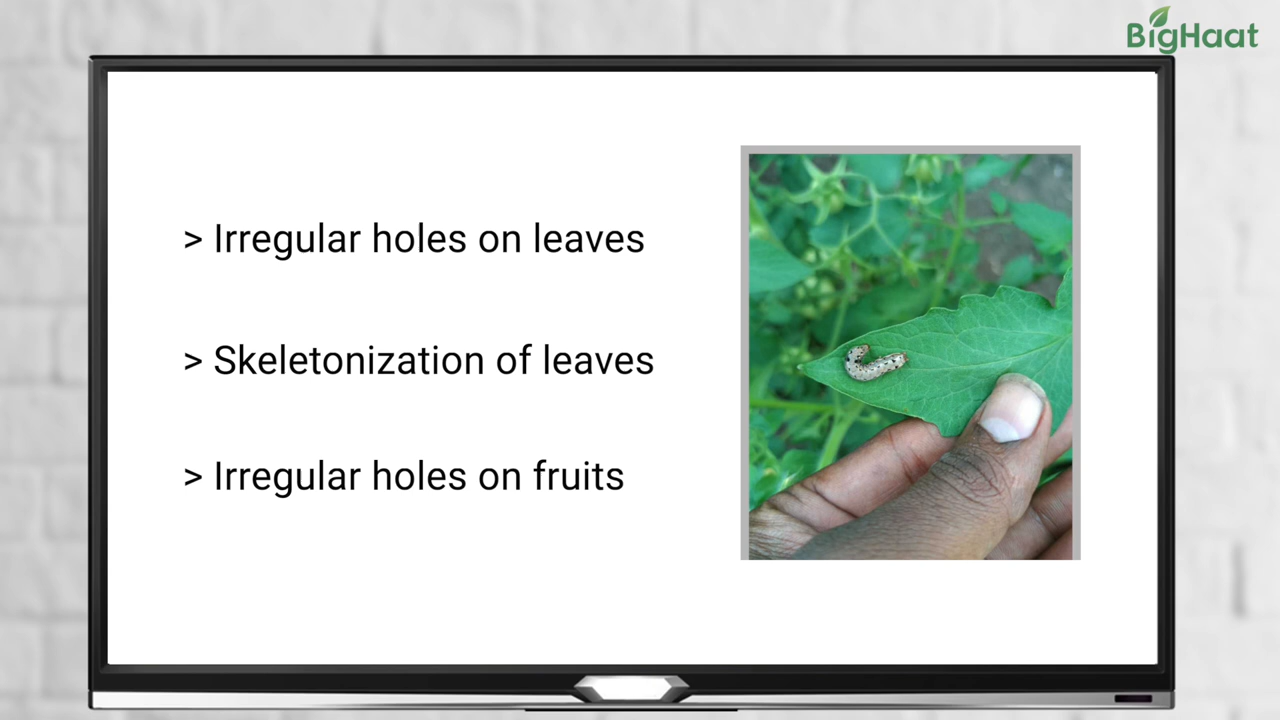 BigHaat
> Irregular holes on leaves
> Skeletonization of leaves
> Irregular holes on fruits